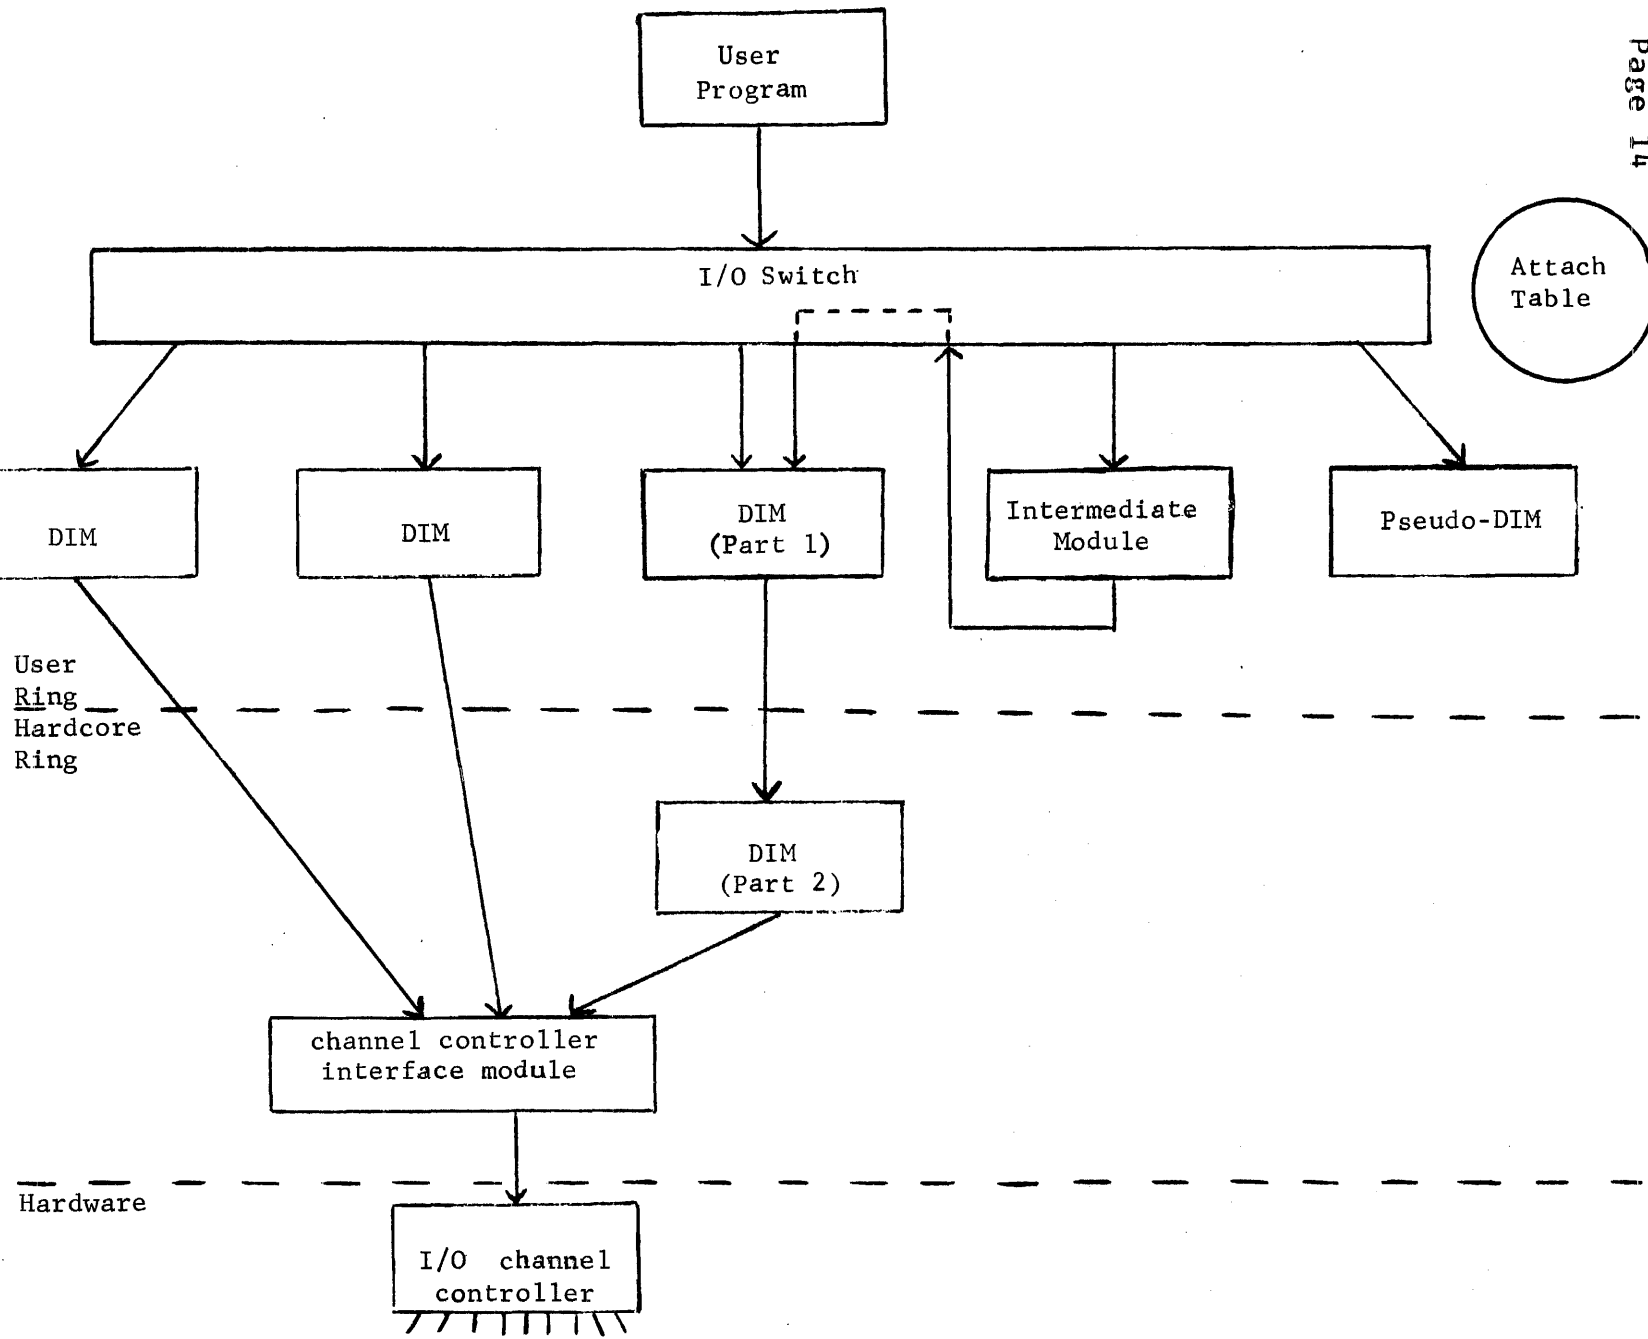 Page 14
User
Program
I/O Switch
Attach
Table
DIM
DIM
DIM
(Part 1)
Intermediate
Module
Pseudo-DIM
User
Ring
Hardcore
Ring
DIM
(Part 2)
channel controller
interface module
Hardware
I/O channel
controller